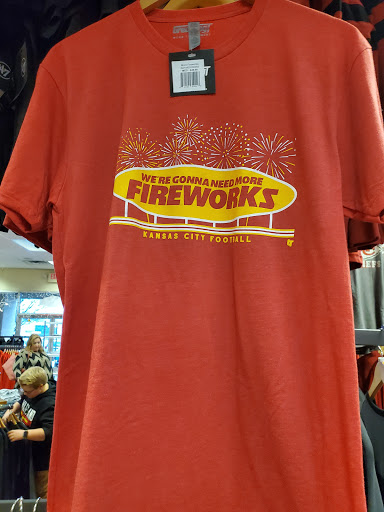 WE'RE GONNA NEED MORE
FIREWORKS
KANSAS CITY FOOTBALL